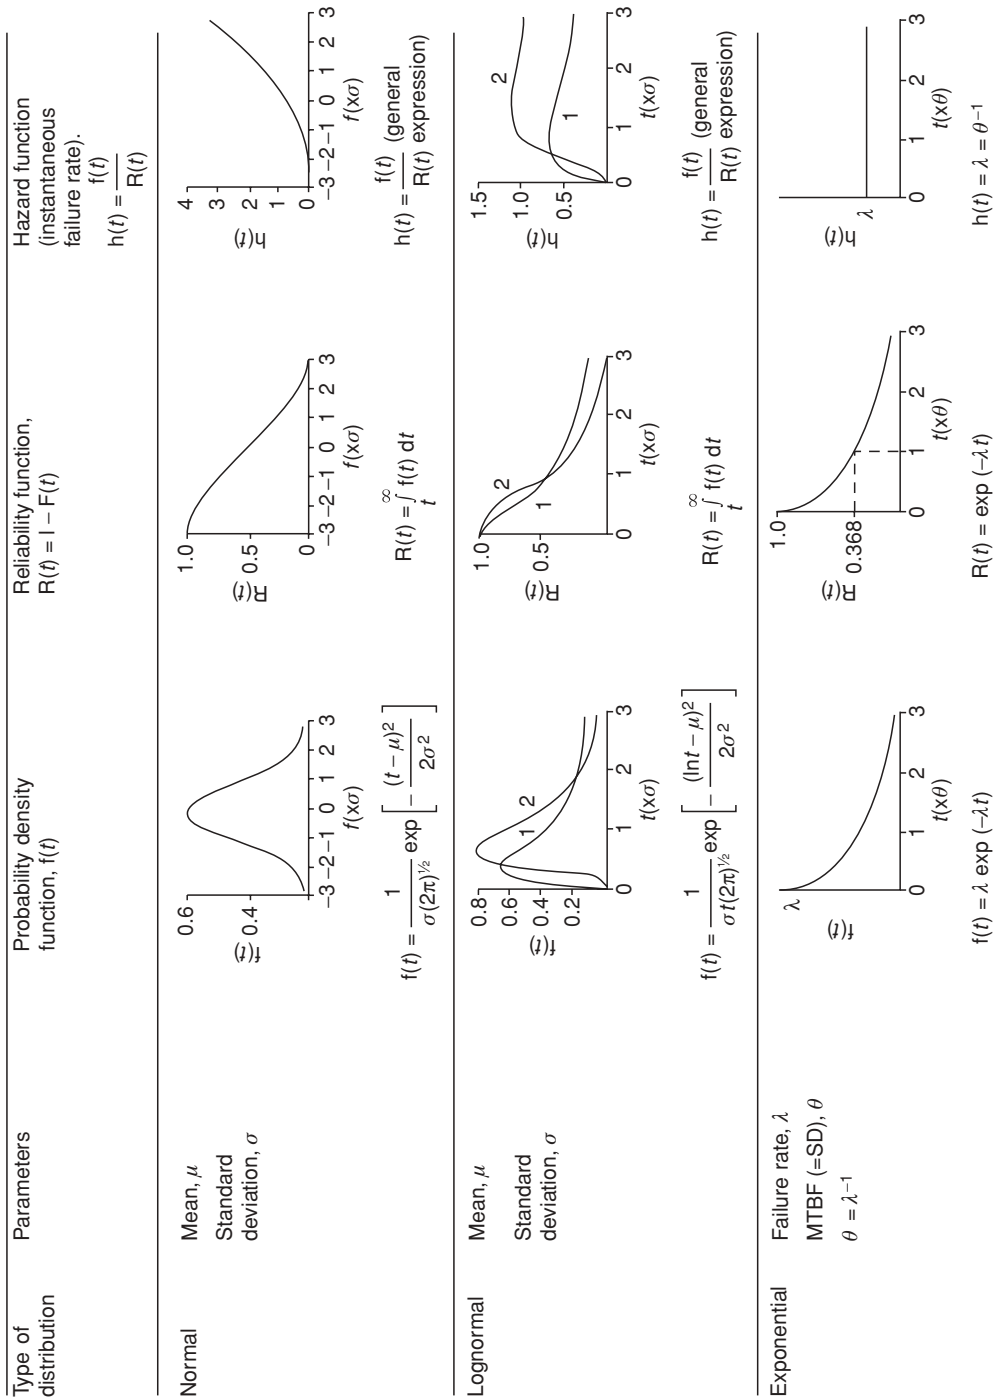 Type of
distribution
Parameters
Probability density
function, f(t)
Reliability function,
R(t) = I – F(t)
Hazard function
(instantaneous
failure rate).
h(t) = f(t) / R(t)
Normal
Mean, μ
Standard
deviation, σ
0.6
0.4
f(t)
–3 –2 –1 0 1 2 3
f(xσ)
f(t) = 1 / σ(2π)^½ exp [ – (t – μ)² / 2σ² ]
1.0
0.5
0
R(t)
–3 –2 –1 0 1 2 3
f(xσ)
R(t) = ∫ₜ^∞ f(t) dt
4
3
2
1
0
h(t)
–3 –2 –1 0 1 2 3
f(xσ)
h(t) = f(t) / R(t) (general expression)
Lognormal
Mean, μ
Standard
deviation, σ
0.8
0.6
0.4
0.2
f(t)
1
2
0 1 2 3
t(xσ)
f(t) = 1 / σt(2π)^½ exp [ – (lnt – μ)² / 2σ² ]
1.0
0.5
R(t)
2
1
0 1 2 3
t(xσ)
R(t) = ∫ₜ^∞ f(t) dt
1.5
1.0
0.5
h(t)
2
1
0 1 2 3
t(xσ)
h(t) = f(t) / R(t) (general expression)
Exponential
Failure rate, λ
MTBF (=SD), θ
θ = λ⁻¹
λ
f(t)
0 1 2 3
t(xθ)
f(t) = λ exp (–λt)
1.0
0.368
R(t)
0 1 2 3
t(xθ)
R(t) = exp (–λt)
λ
h(t)
0 1 2 3
t(xθ)
h(t) = λ = θ⁻¹